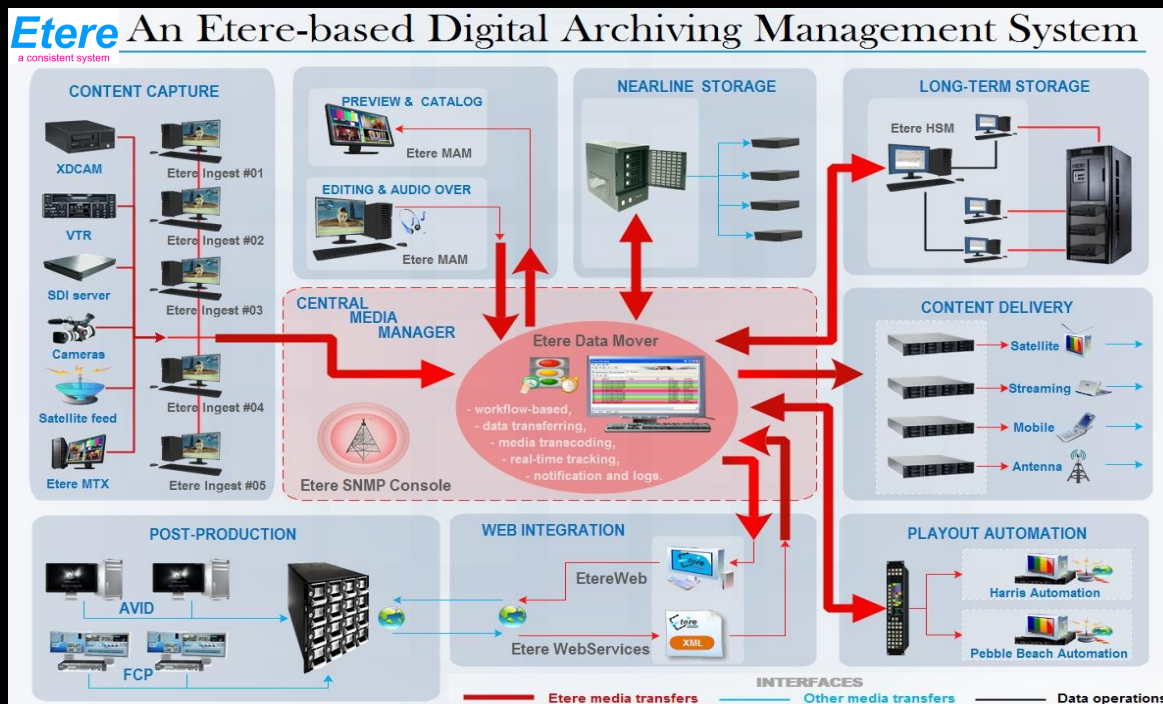 Etere
a consistent system
An Etere-based Digital Archiving Management System
CONTENT CAPTURE
XDCAM
VTR
SDI server
Cameras
Satellite feed
Etere MTX
Etere Ingest #01
Etere Ingest #02
Etere Ingest #03
Etere Ingest #04
Etere Ingest #05
PREVIEW & CATALOG
Etere MAM
EDITING & AUDIO OVER
Etere MAM
NEARLINE STORAGE
LONG-TERM STORAGE
Etere HSM
CENTRAL
MEDIA
MANAGER
Etere Data Mover
- workflow-based,
- data transferring,
- media transcoding,
- real-time tracking,
- notification and logs.
Etere SNMP Console
CONTENT DELIVERY
Satellite
Streaming
Mobile
Antenna
POST-PRODUCTION
AVID
FCP
WEB INTEGRATION
EtereWeb
Etere WebServices
Etere
XML
PLAYOUT AUTOMATION
Harris Automation
Pebble Beach Automation
INTERFACES
Etere media transfers
Other media transfers
Data operations